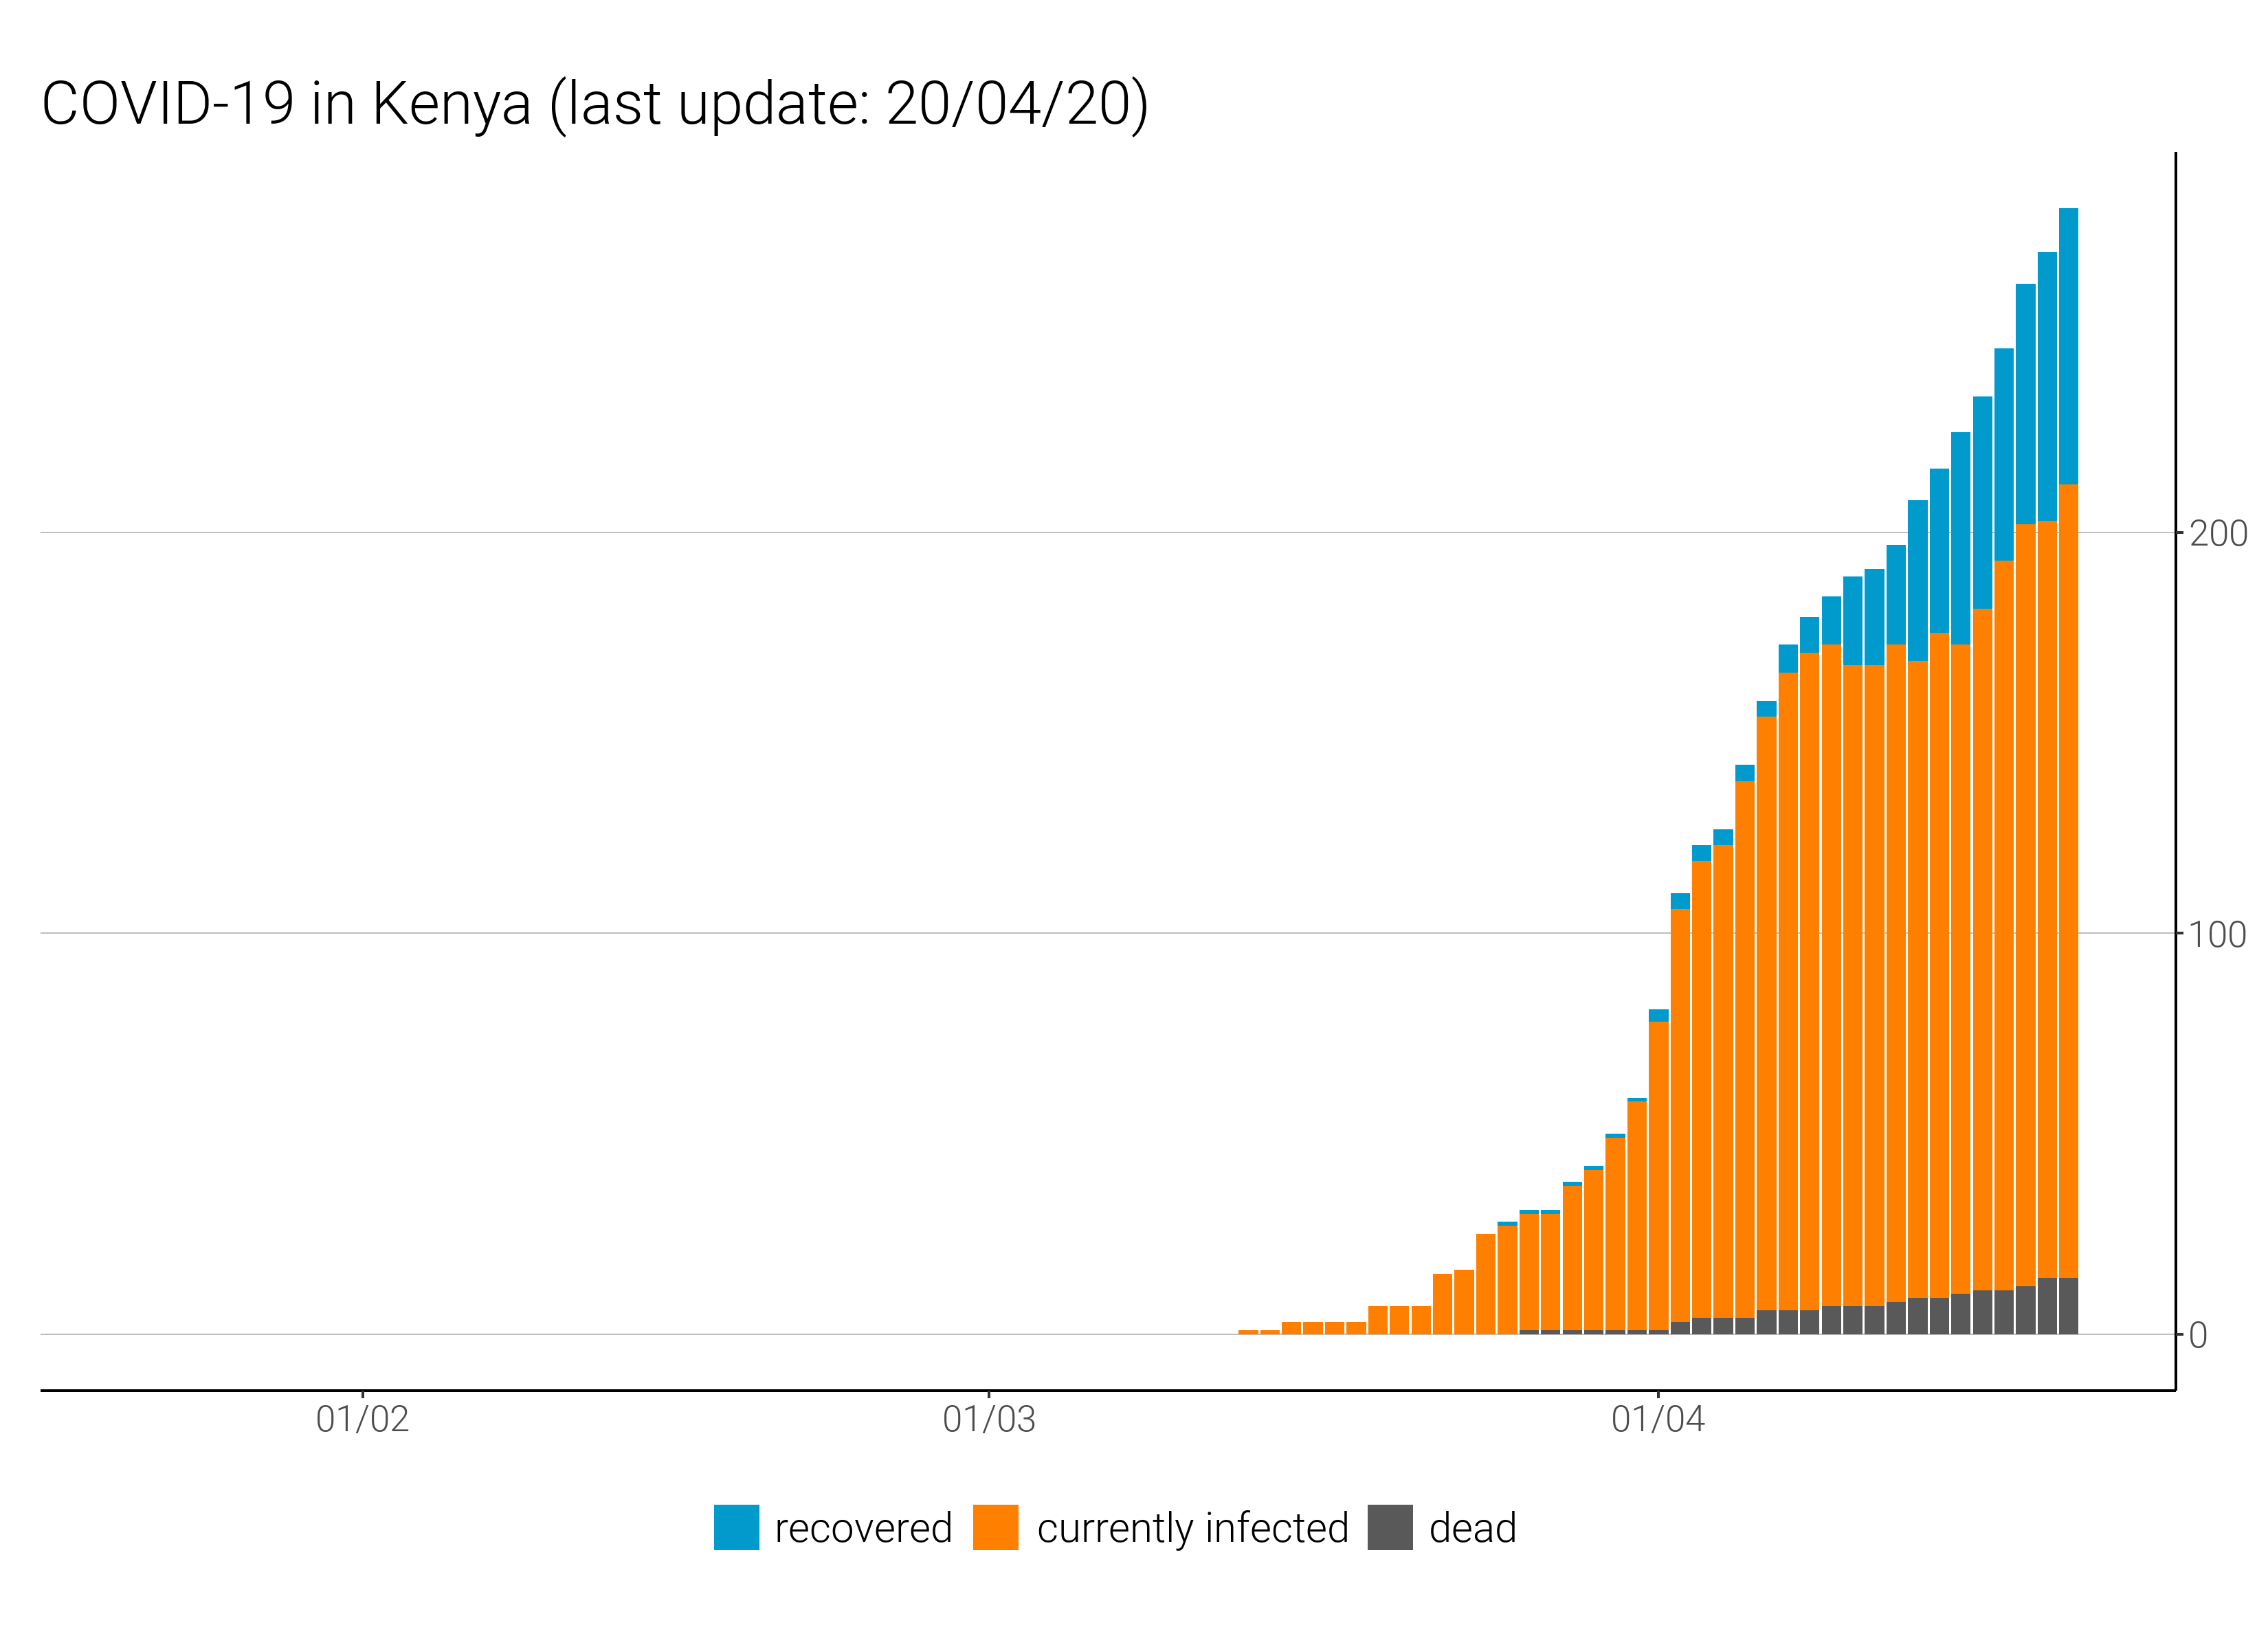 COVID-19 in Kenya (last update: 20/04/20)
200
100
0
01/02 01/03 01/04
recovered currently infected dead